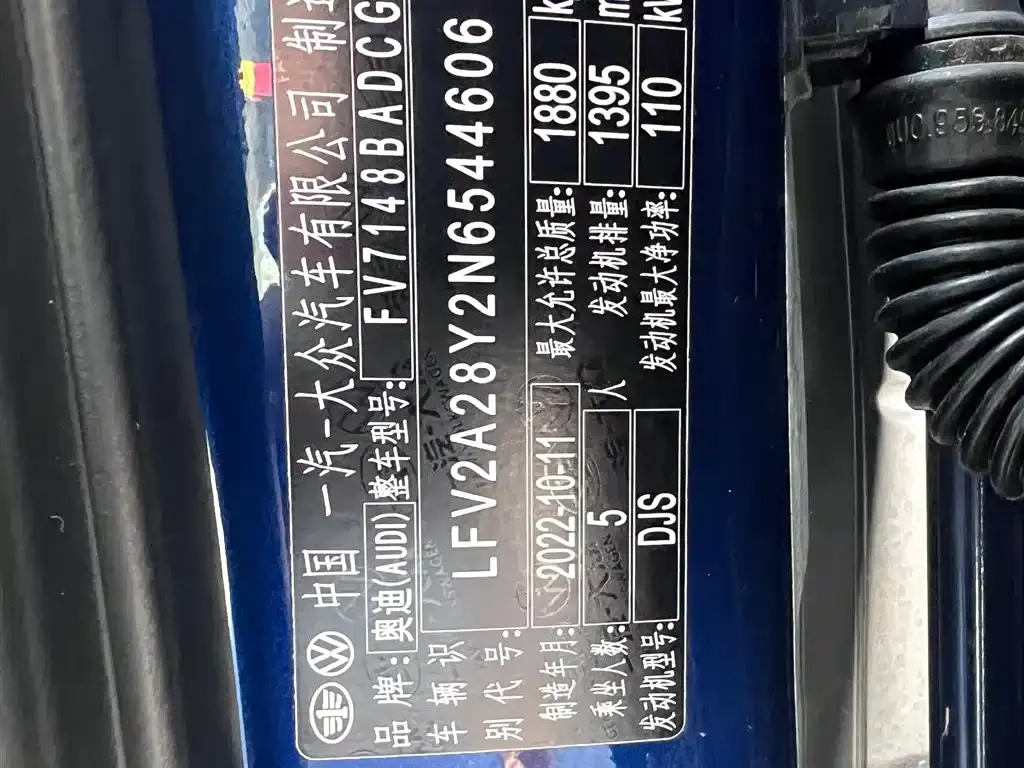 中国 一汽-大众汽车有限公司 制造
品牌: 奥迪(AUDI) 整车型号: FV7148BADCG
车辆识别代号: LFV2A28Y2N6544606
制造年月: 2022-10-11 最大允许总质量: 1880 k
乘坐人数: 5 人 发动机排量: 1395 m
发动机型号: DJS 发动机最大净功率: 110 kW